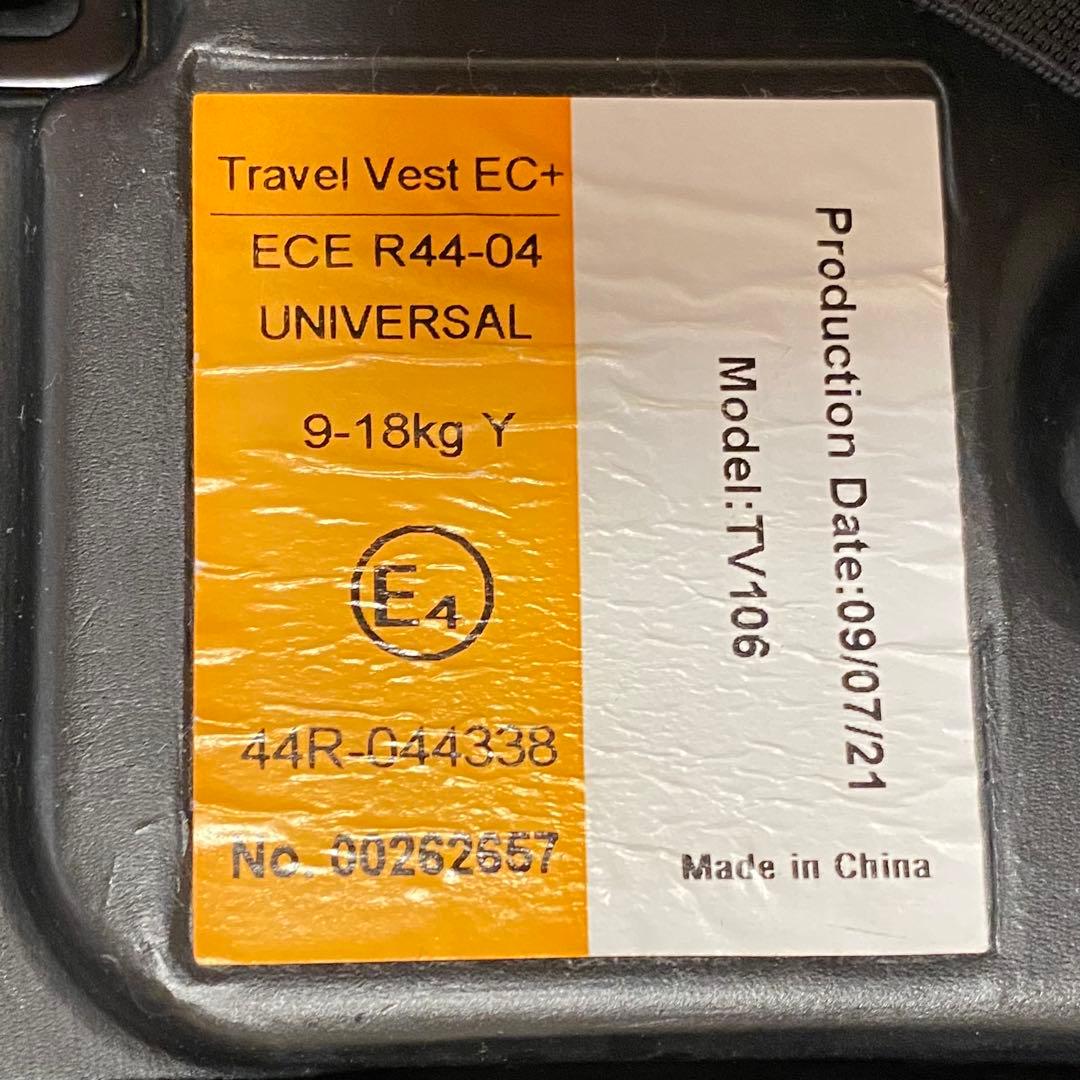 Travel Vest EC+
ECE R44-04
UNIVERSAL
9-18kg Y
E4
44R-044338
No. 00262657
Production Date:09/07/21
Model:TV106
Made in China